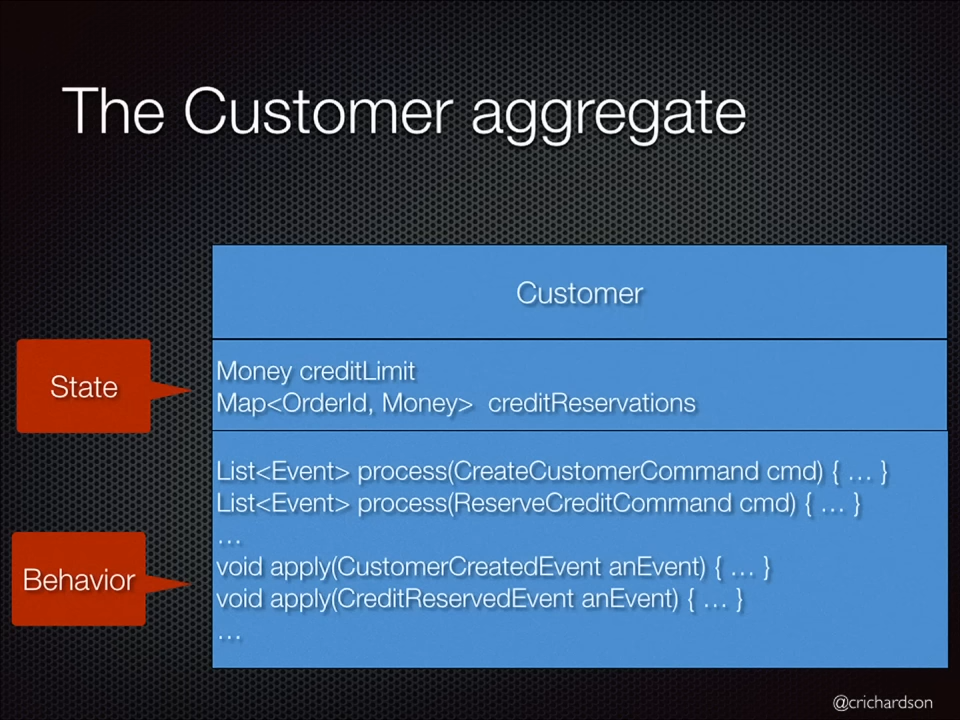 The Customer aggregate
Customer
State
Money creditLimit
Map<OrderId, Money> creditReservations
Behavior
List<Event> process(CreateCustomerCommand cmd) { … }
List<Event> process(ReserveCreditCommand cmd) { … }
…
void apply(CustomerCreatedEvent anEvent) { … }
void apply(CreditReservedEvent anEvent) { … }
…
@crichardson